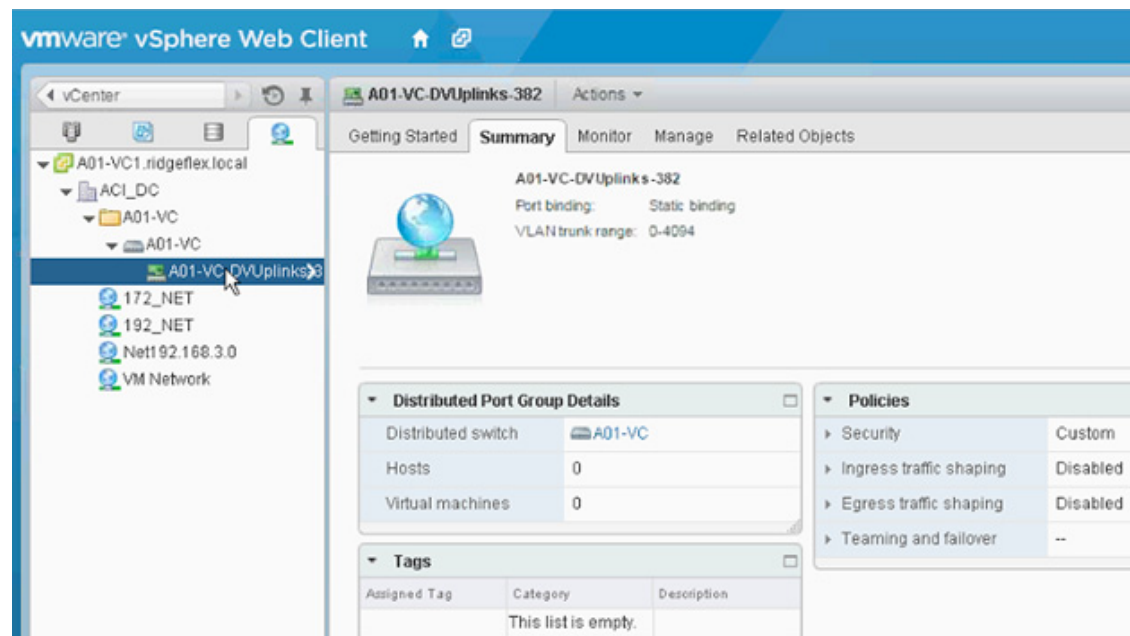 vmware® vSphere Web Client
vCenter
A01-VC-DVUplinks-382 Actions
Getting Started Summary Monitor Manage Related Objects
A01-VC1.ridgeflex.local
ACI_DC
A01-VC
A01-VC
A01-VC-DVUplinks
172_NET
192_NET
Net192.168.3.0
VM Network
A01-VC-DVUplinks-382
Port binding: Static binding
VLAN trunk range: 0-4094
Distributed Port Group Details
Distributed switch A01-VC
Hosts 0
Virtual machines 0
Policies
Security Custom
Ingress traffic shaping Disabled
Egress traffic shaping Disabled
Teaming and failover --
Tags
Assigned Tag Category Description
This list is empty.